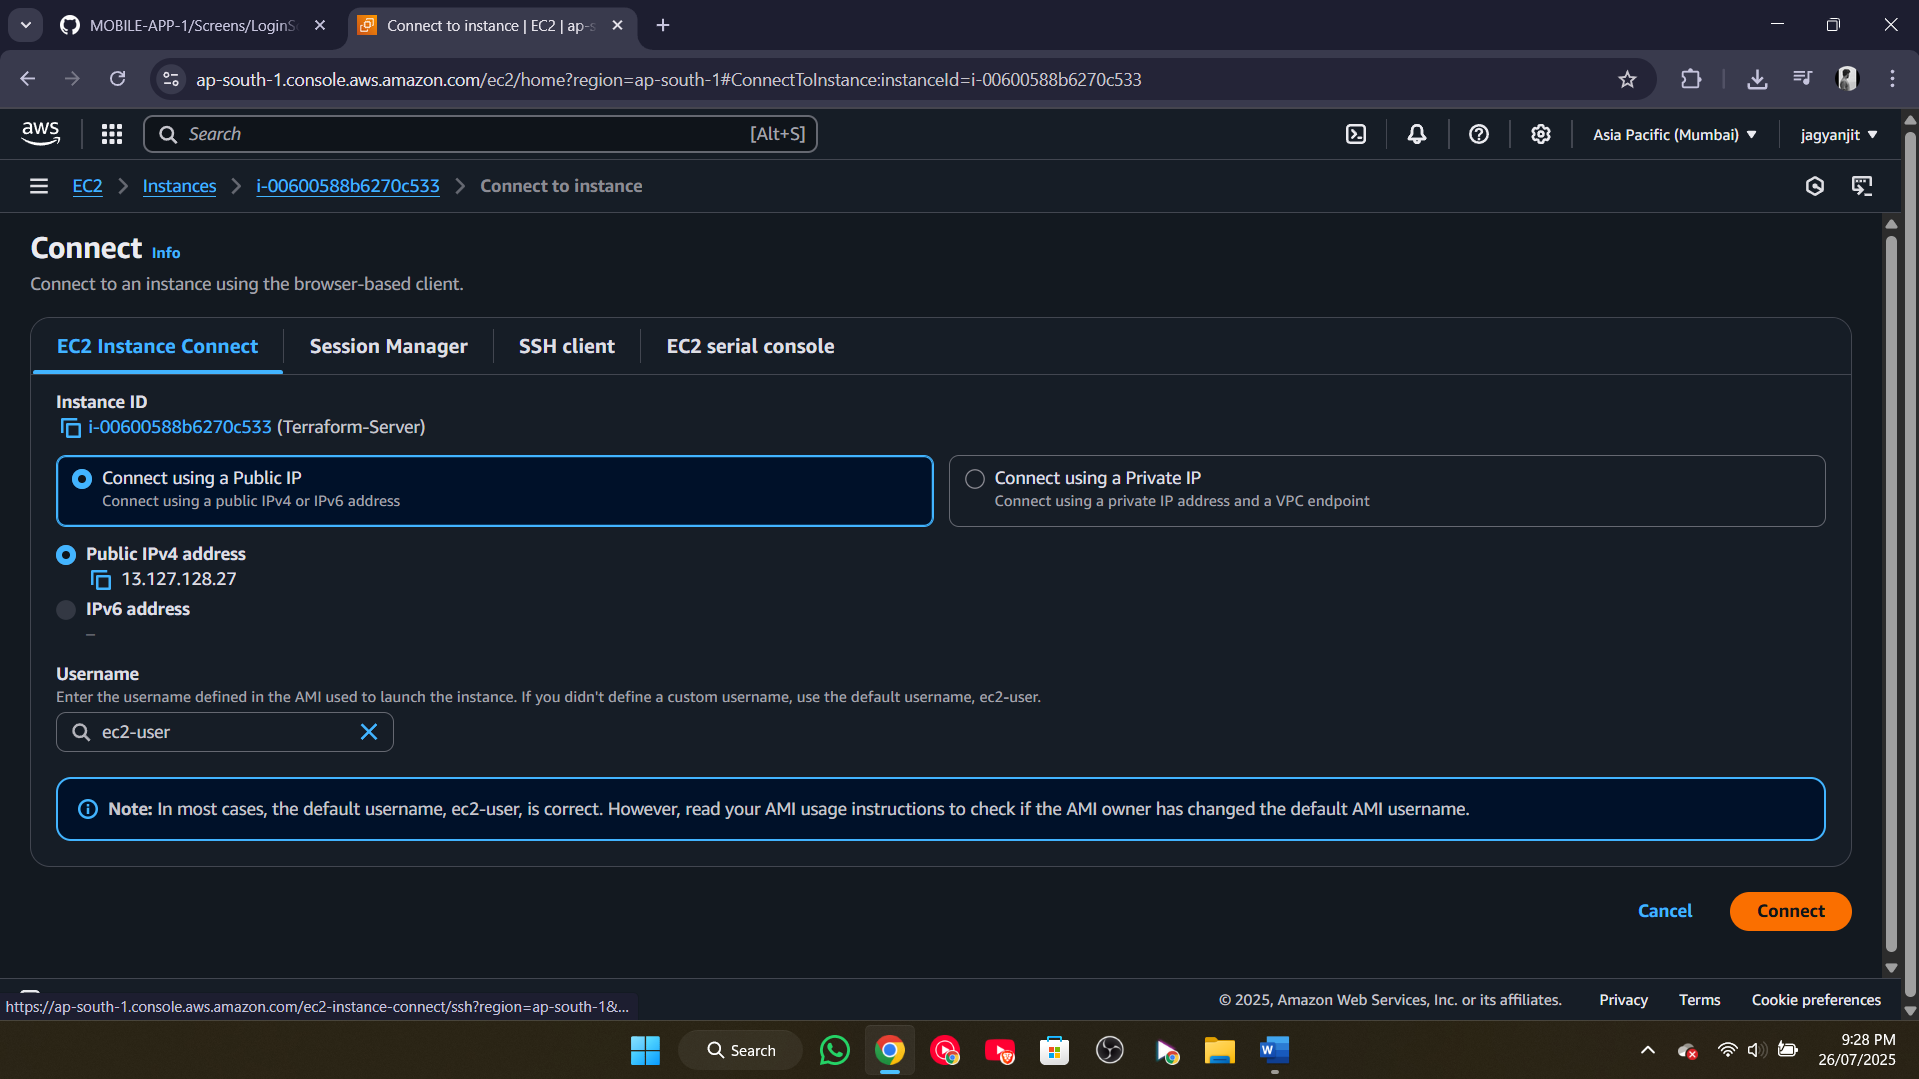 MOBILE-APP-1/Screens/LoginSc
Connect to instance | EC2 | ap-s
ap-south-1.console.aws.amazon.com/ec2/home?region=ap-south-1#ConnectToInstance:instanceId=i-00600588b6270c533
aws
Search
[Alt+S]
Asia Pacific (Mumbai)
jagyanjit
EC2
Instances
i-00600588b6270c533
Connect to instance
Connect Info
Connect to an instance using the browser-based client.
EC2 Instance Connect
Session Manager
SSH client
EC2 serial console
Instance ID
i-00600588b6270c533 (Terraform-Server)
Connect using a Public IP
Connect using a public IPv4 or IPv6 address
Connect using a Private IP
Connect using a private IP address and a VPC endpoint
Public IPv4 address
13.127.128.27
IPv6 address
–
Username
Enter the username defined in the AMI used to launch the instance. If you didn't define a custom username, use the default username, ec2-user.
ec2-user
Note: In most cases, the default username, ec2-user, is correct. However, read your AMI usage instructions to check if the AMI owner has changed the default AMI username.
Cancel
Connect
https://ap-south-1.console.aws.amazon.com/ec2-instance-connect/ssh?region=ap-south-1&...
© 2025, Amazon Web Services, Inc. or its affiliates.
Privacy
Terms
Cookie preferences
Search
9:28 PM
26/07/2025